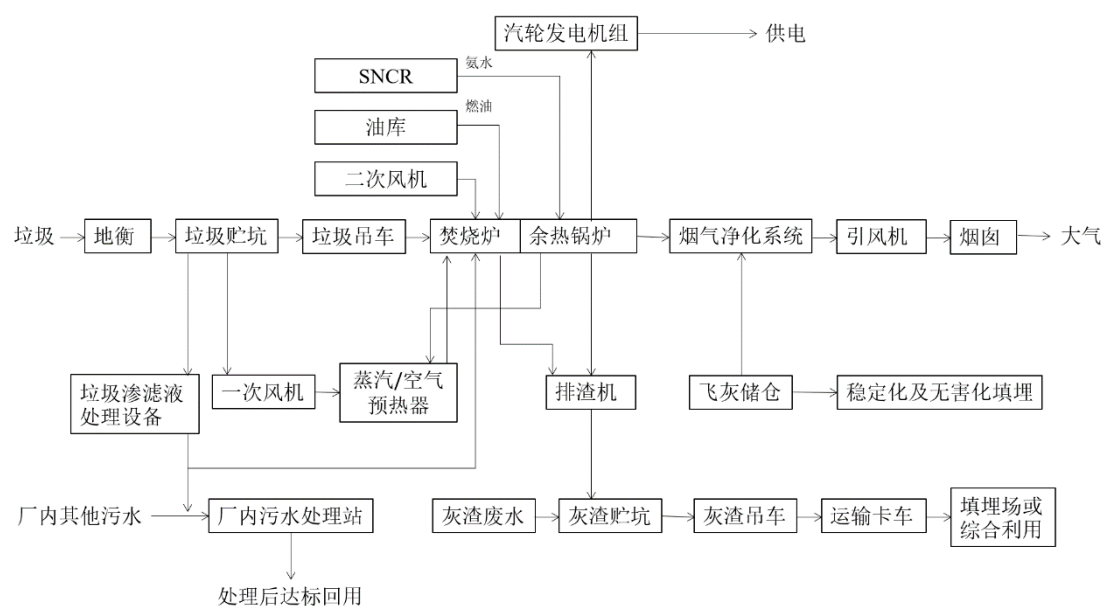 汽轮发电机组
供电
SNCR
氨水
油库
燃油
二次风机
垃圾
地衡
垃圾贮坑
垃圾吊车
焚烧炉
余热锅炉
烟气净化系统
引风机
烟囱
大气
垃圾渗滤液
处理设备
一次风机
蒸汽/空气
预热器
排渣机
飞灰储仓
稳定化及无害化填埋
厂内其他污水
厂内污水处理站
灰渣废水
灰渣贮坑
灰渣吊车
运输卡车
填埋场或
综合利用
处理后达标回用